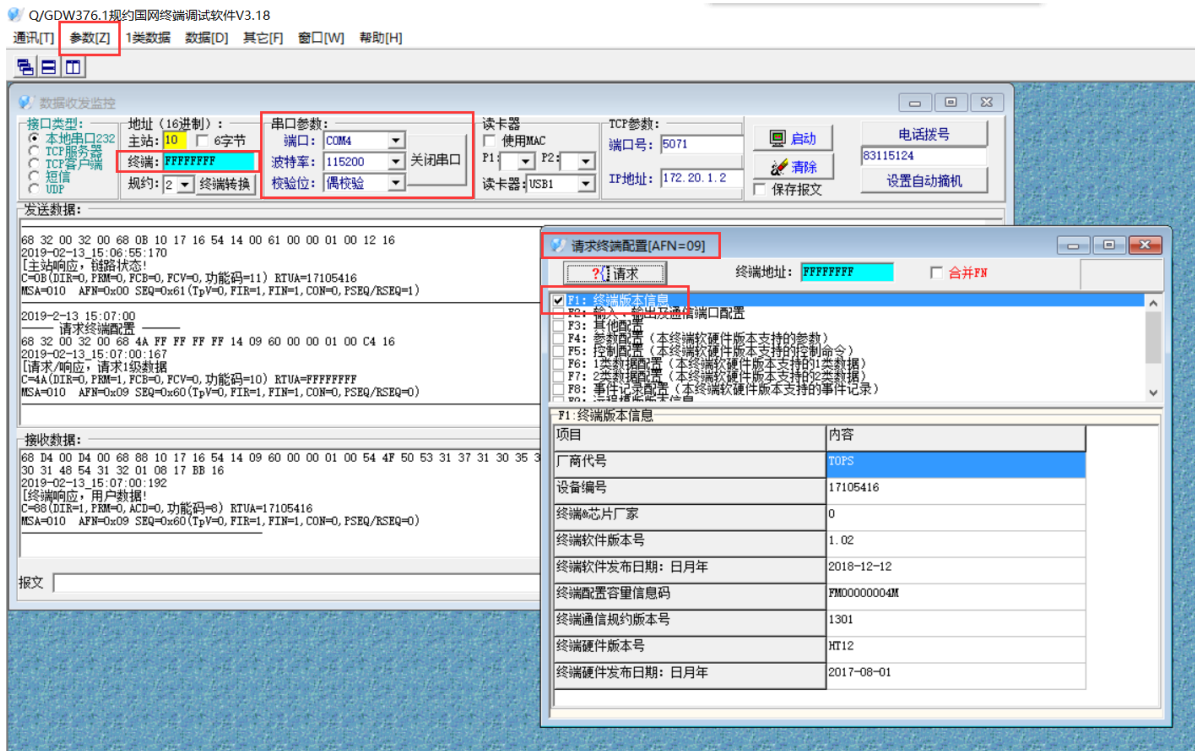 Q/GDW376.1规约国网终端调试软件V3.18
通讯[T] 参数[Z] 1类数据 数据[D] 其它[F] 窗口[W] 帮助[H]
数据收发监控
接口类型:
本地串口232
TCP服务器
TCP客户端
短信
UDP
地址(16进制):
主站: 10 6字节
终端: FFFFFFFF
规约: 2 终端转换
串口参数:
端口: COM4
波特率: 115200
校验位: 偶校验
关闭串口
读卡器
使用MAC
P1: P2:
读卡器: USB1
TCP参数:
端口号: 5071
IP地址: 172.20.1.2
启动
清除
保存报文
电话拨号
83115124
设置自动摘机
发送数据:
68 32 00 32 00 68 0B 10 17 16 54 14 00 61 00 00 01 00 12 16
2019-02-13_15:06:55:170
[主站响应, 链路状态!
C=0B(DIR=0,PRM=0,FCB=0,FCV=0,功能码=11) RTUA=17105416
MSA=010 AFN=0x00 SEQ=0x61(TpV=0,FIR=1,FIN=1,CON=0,PSEQ/RSEQ=1)
2019-2-13 15:07:00
—— 请求终端配置 ——
68 32 00 32 00 68 4A FF FF FF FF 14 09 60 00 00 01 00 C4 16
2019-02-13_15:07:00:167
[请求/响应, 请求1级数据
C=4A(DIR=0,PRM=1,FCB=0,FCV=0,功能码=10) RTUA=FFFFFFFF
MSA=010 AFN=0x09 SEQ=0x60(TpV=0,FIR=1,FIN=1,CON=0,PSEQ/RSEQ=0)
接收数据:
68 D4 00 D4 00 68 88 10 17 16 54 14 09 60 00 00 01 00 54 4F 50 53 31 37 31 30 35 3
30 31 48 54 31 32 01 08 17 BB 16
2019-02-13_15:07:00:192
[终端响应, 用户数据!
C=88(DIR=1,PRM=0,ACD=0,功能码=8) RTUA=17105416
MSA=010 AFN=0x09 SEQ=0x60(TpV=0,FIR=1,FIN=1,CON=0,PSEQ/RSEQ=0)
报文
请求终端配置[AFN=09]
?{]请求 终端地址: FFFFFFFF 合并FN
F1: 终端版本信息
F2: 输入、输出及通信端口配置
F3: 其他配置
F4: 参数配置(本终端软硬件版本支持的参数)
F5: 控制配置(本终端软硬件版本支持的控制命令)
F6: 1类数据配置(本终端软硬件版本支持的1类数据)
F7: 2类数据配置(本终端软硬件版本支持的2类数据)
F8: 事件记录配置(本终端软硬件版本支持的事件记录)
F1:终端版本信息
项目 内容
厂商代号 TOPS
设备编号 17105416
终端&芯片厂家 0
终端软件版本号 1.02
终端软件发布日期: 日月年 2018-12-12
终端配置容量信息码 FM00000004M
终端通信规约版本号 1301
终端硬件版本号 HT12
终端硬件发布日期: 日月年 2017-08-01